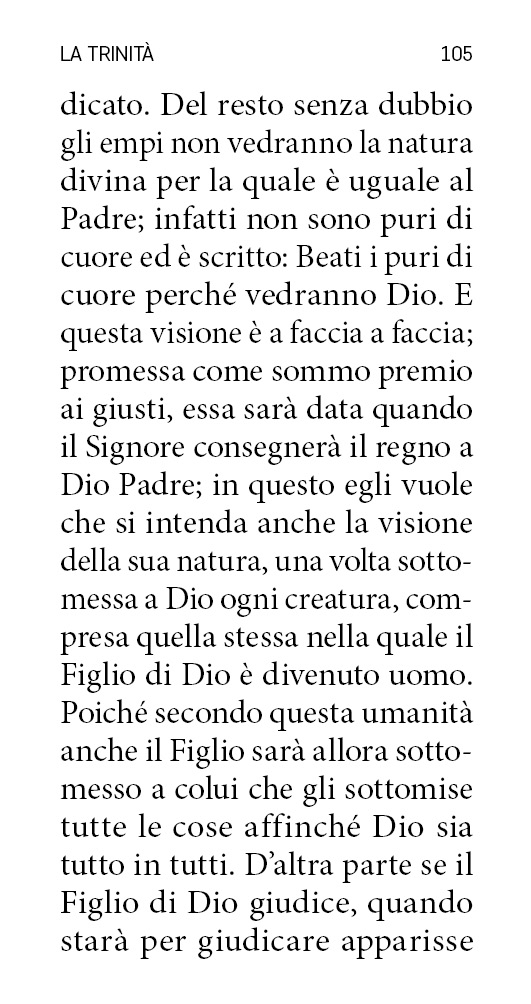 LA TRINITÀ 105
dicato. Del resto senza dubbio
gli empi non vedranno la natura
divina per la quale è uguale al
Padre; infatti non sono puri di
cuore ed è scritto: Beati i puri di
cuore perché vedranno Dio. E
questa visione è a faccia a faccia;
promessa come sommo premio
ai giusti, essa sarà data quando
il Signore consegnerà il regno a
Dio Padre; in questo egli vuole
che si intenda anche la visione
della sua natura, una volta sotto-
messa a Dio ogni creatura, com-
presa quella stessa nella quale il
Figlio di Dio è divenuto uomo.
Poiché secondo questa umanità
anche il Figlio sarà allora sotto-
messo a colui che gli sottomise
tutte le cose affinché Dio sia
tutto in tutti. D’altra parte se il
Figlio di Dio giudice, quando
starà per giudicare apparisse